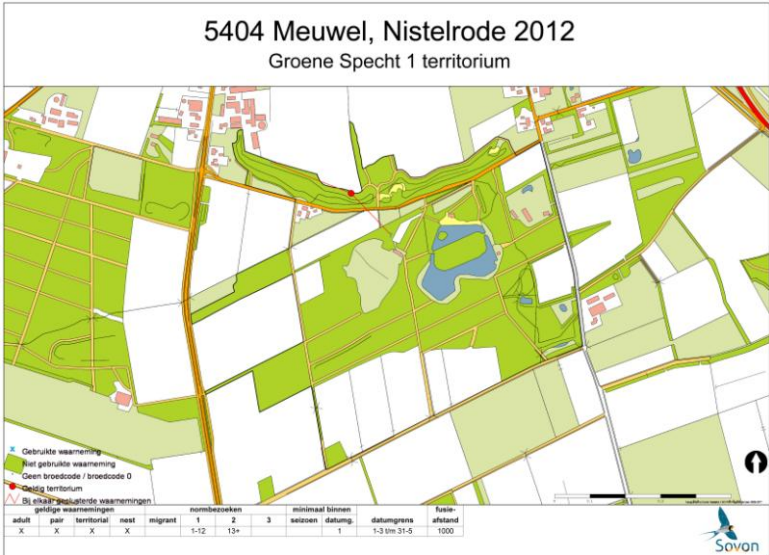 5404 Meuwel, Nistelrode 2012
Groene Specht 1 territorium
x Gebruikte waarneming
Niet gebruikte waarneming
Geen broedcode / broedcode 0
Geldig territorium
Bij elkaar geclusterde waarnemingen
geldige waarnemingen normbezoeken minimaal binnen fusie-
adult pair territorial nest migrant 1 2 3 seizoen datumg. datumgrens afstand
X X X X 1-12 13+ 1 1-3 t/m 31-5 1000
Sovon